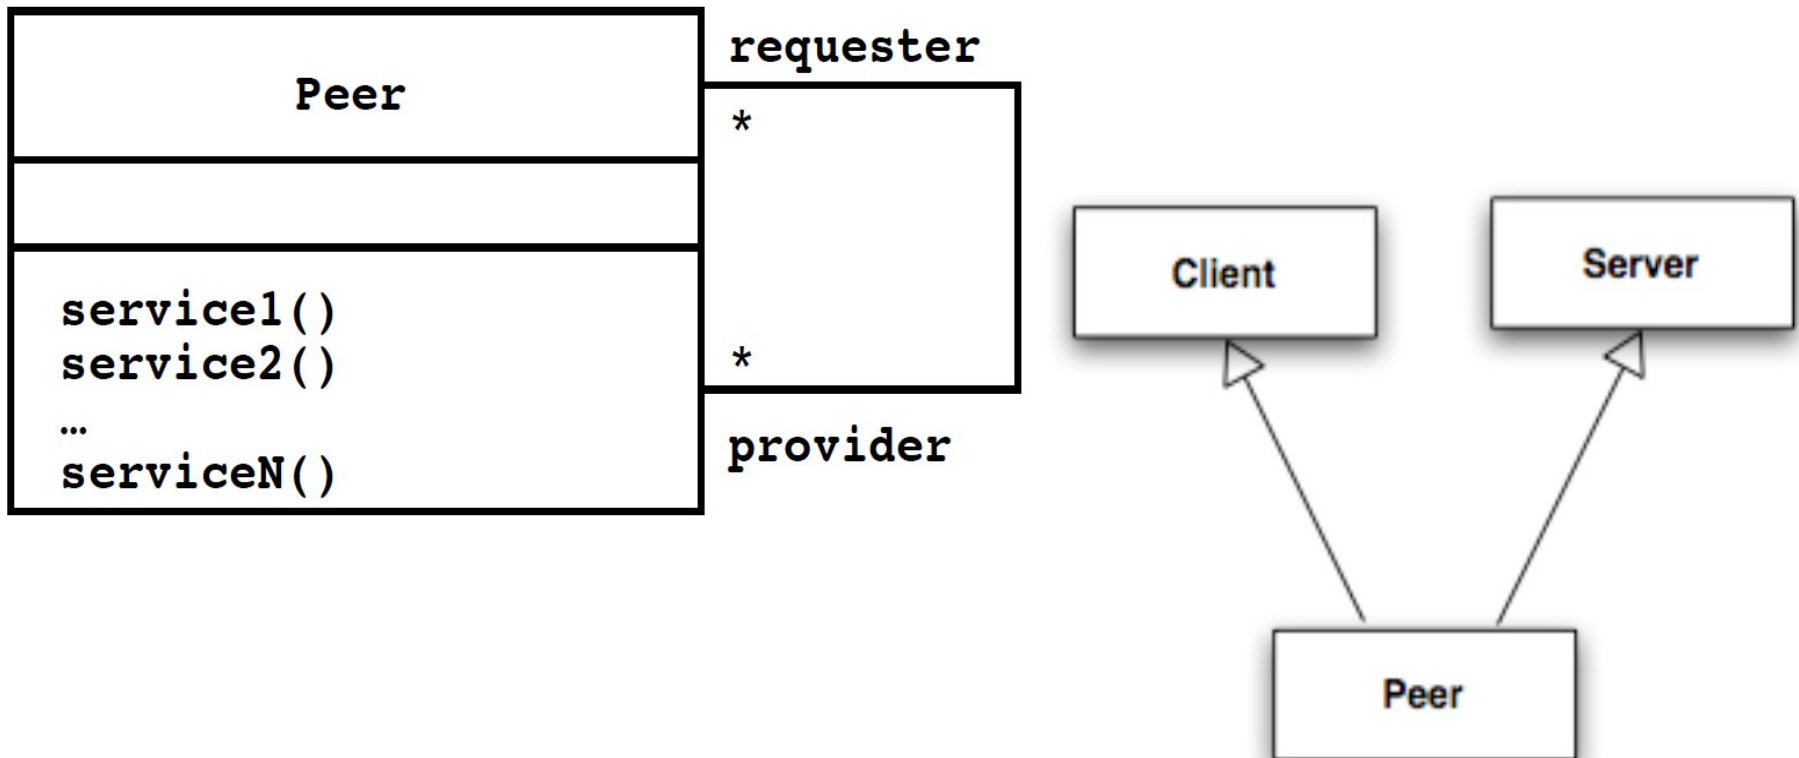 Peer
requester
*
service1()
service2()
…
serviceN()
*
provider
Client
Server
Peer